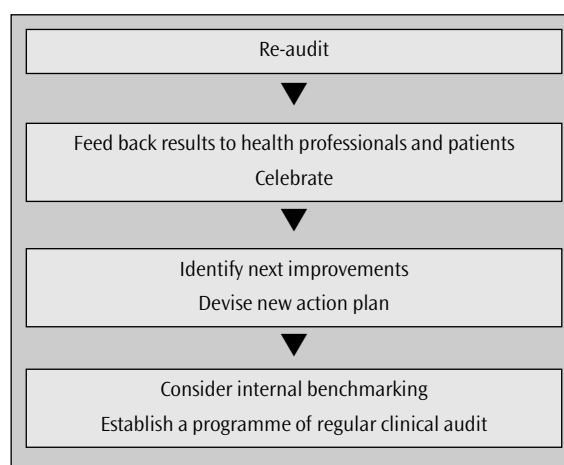 Re-audit
Feed back results to health professionals and patients
Celebrate
Identify next improvements
Devise new action plan
Consider internal benchmarking
Establish a programme of regular clinical audit